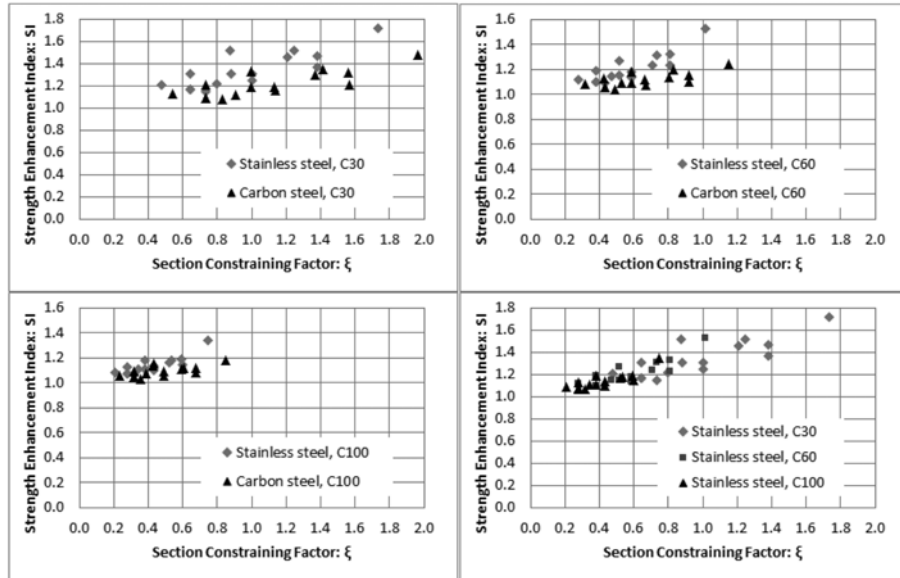 Strength Enhancement Index: SI
1.8
1.6
1.4
1.2
1.0
0.8
0.6
0.4
0.2
0.0
Stainless steel, C30
Carbon steel, C30
0.0 0.2 0.4 0.6 0.8 1.0 1.2 1.4 1.6 1.8 2.0
Section Constraining Factor: ξ
Strength Enhancement Index: SI
1.6
1.4
1.2
1.0
0.8
0.6
0.4
0.2
0.0
Stainless steel, C60
Carbon steel, C60
0.0 0.2 0.4 0.6 0.8 1.0 1.2 1.4 1.6 1.8 2.0
Section Constraining Factor: ξ
Strength Enhancement Index: SI
1.6
1.4
1.2
1.0
0.8
0.6
0.4
0.2
0.0
Stainless steel, C100
Carbon steel, C100
0.0 0.2 0.4 0.6 0.8 1.0 1.2 1.4 1.6 1.8 2.0
Section Constraining Factor: ξ
Strength Enhancement Index: SI
1.8
1.6
1.4
1.2
1.0
0.8
0.6
0.4
0.2
0.0
Stainless steel, C30
Stainless steel, C60
Stainless steel, C100
0.0 0.2 0.4 0.6 0.8 1.0 1.2 1.4 1.6 1.8 2.0
Section Constraining Factor: ξ